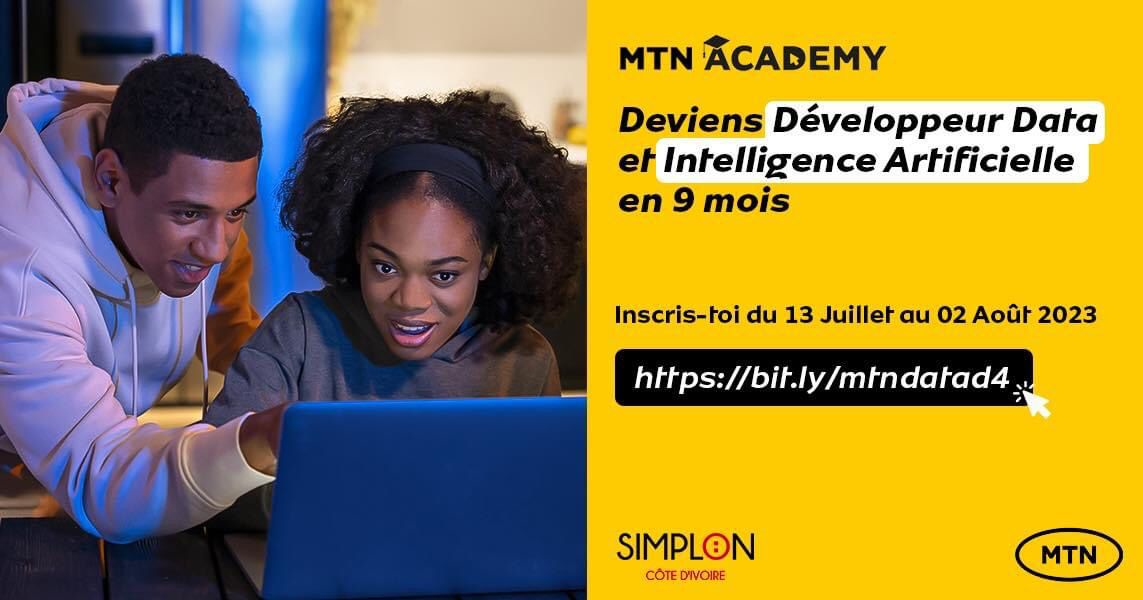 MTN ACADEMY
Deviens Développeur Data
et Intelligence Artificielle
en 9 mois
Inscris-toi du 13 Juillet au 02 Août 2023
https://bit.ly/mtndatad4
SIMPLON
CÔTE D'IVOIRE
MTN